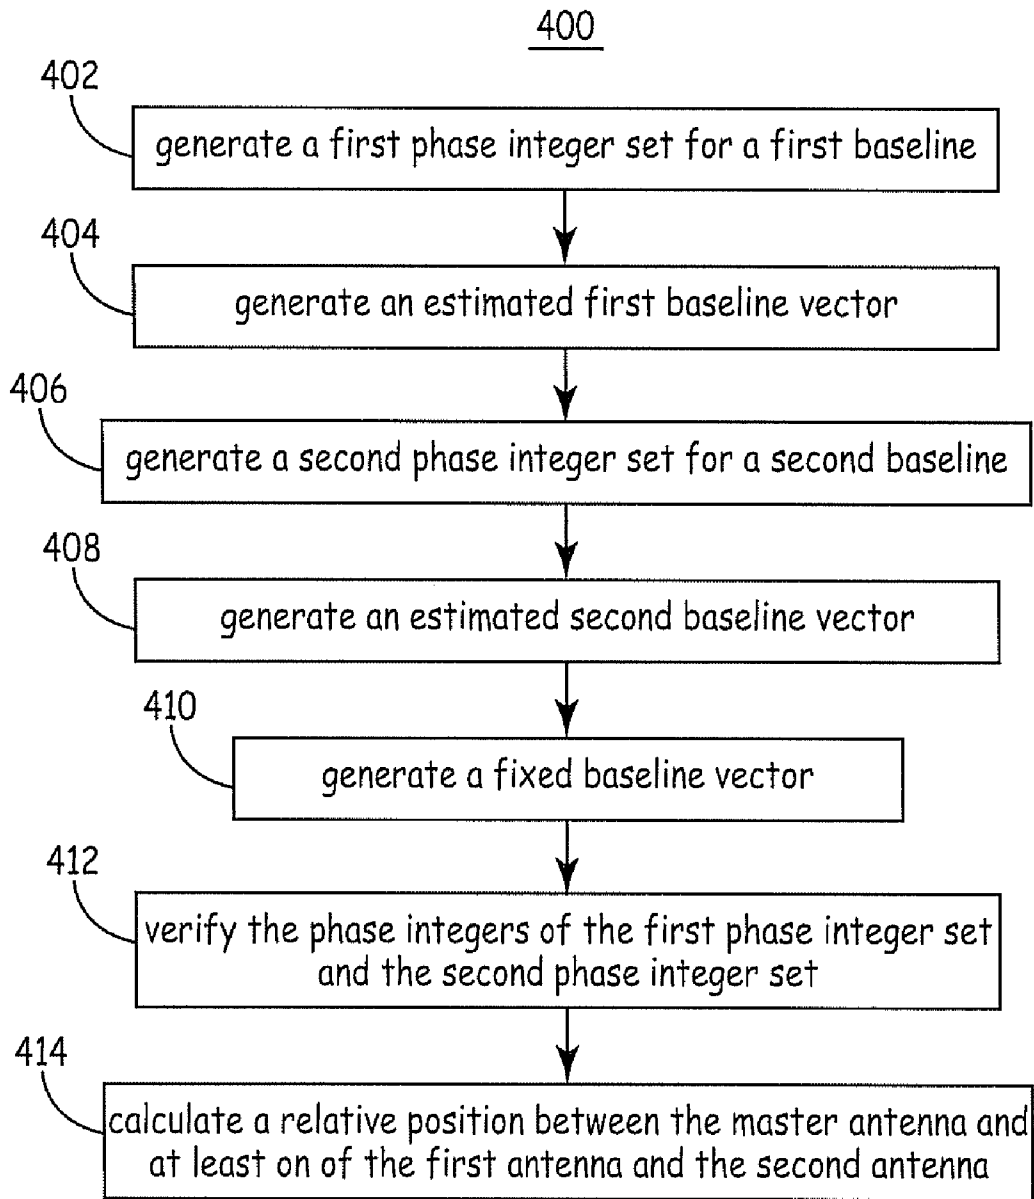 400
402
generate a first phase integer set for a first baseline
404
generate an estimated first baseline vector
406
generate a second phase integer set for a second baseline
408
generate an estimated second baseline vector
410
generate a fixed baseline vector
412
verify the phase integers of the first phase integer set
and the second phase integer set
414
calculate a relative position between the master antenna and
at least on of the first antenna and the second antenna